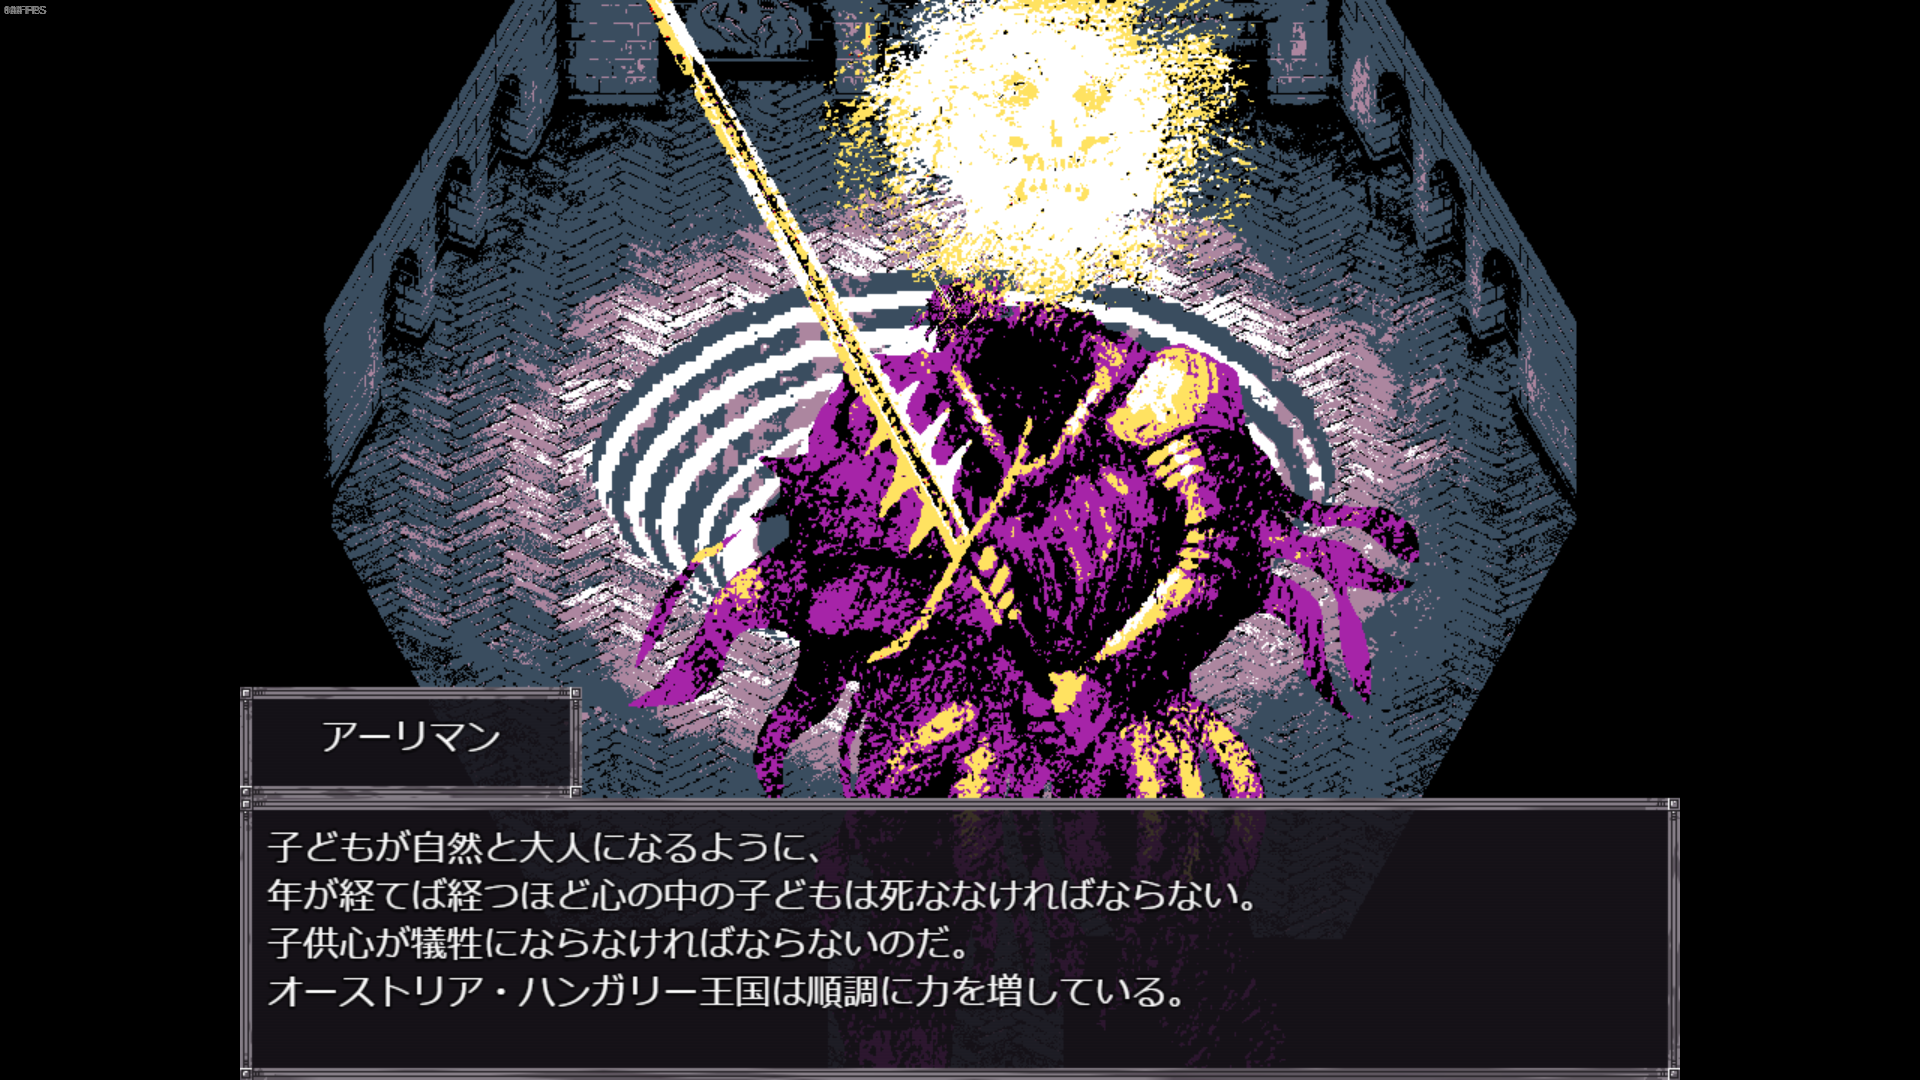 アーリマン
子どもが自然と大人になるように、
年が経てば経つほど心の中の子どもは死ななければならない。
子供心が犠牲にならなければならないのだ。
オーストリア・ハンガリー王国は順調に力を増している。